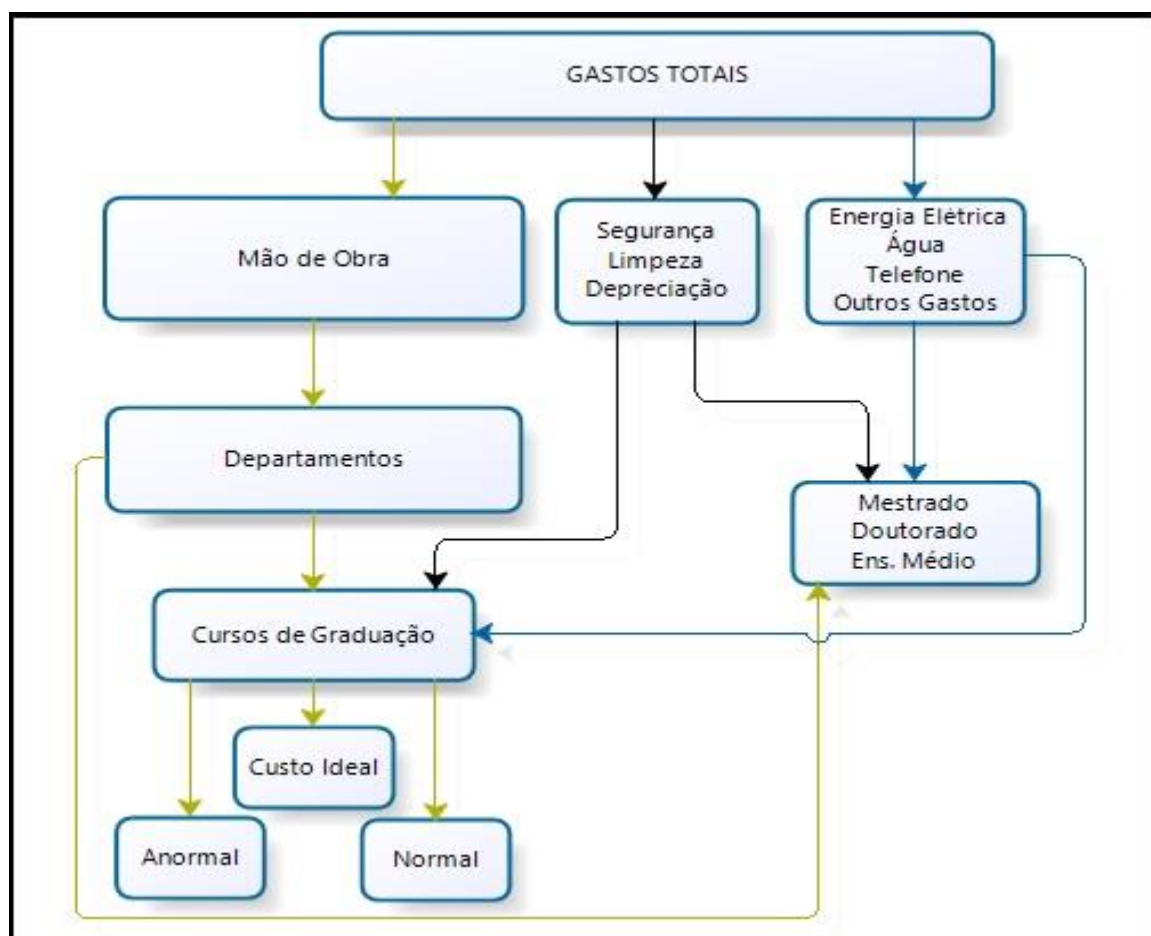 GASTOS TOTAIS
Mão de Obra
Segurança
Limpeza
Depreciação
Energia Elétrica
Água
Telefone
Outros Gastos
Departamentos
Mestrado
Doutorado
Ens. Médio
Cursos de Graduação
Custo Ideal
Anormal
Normal